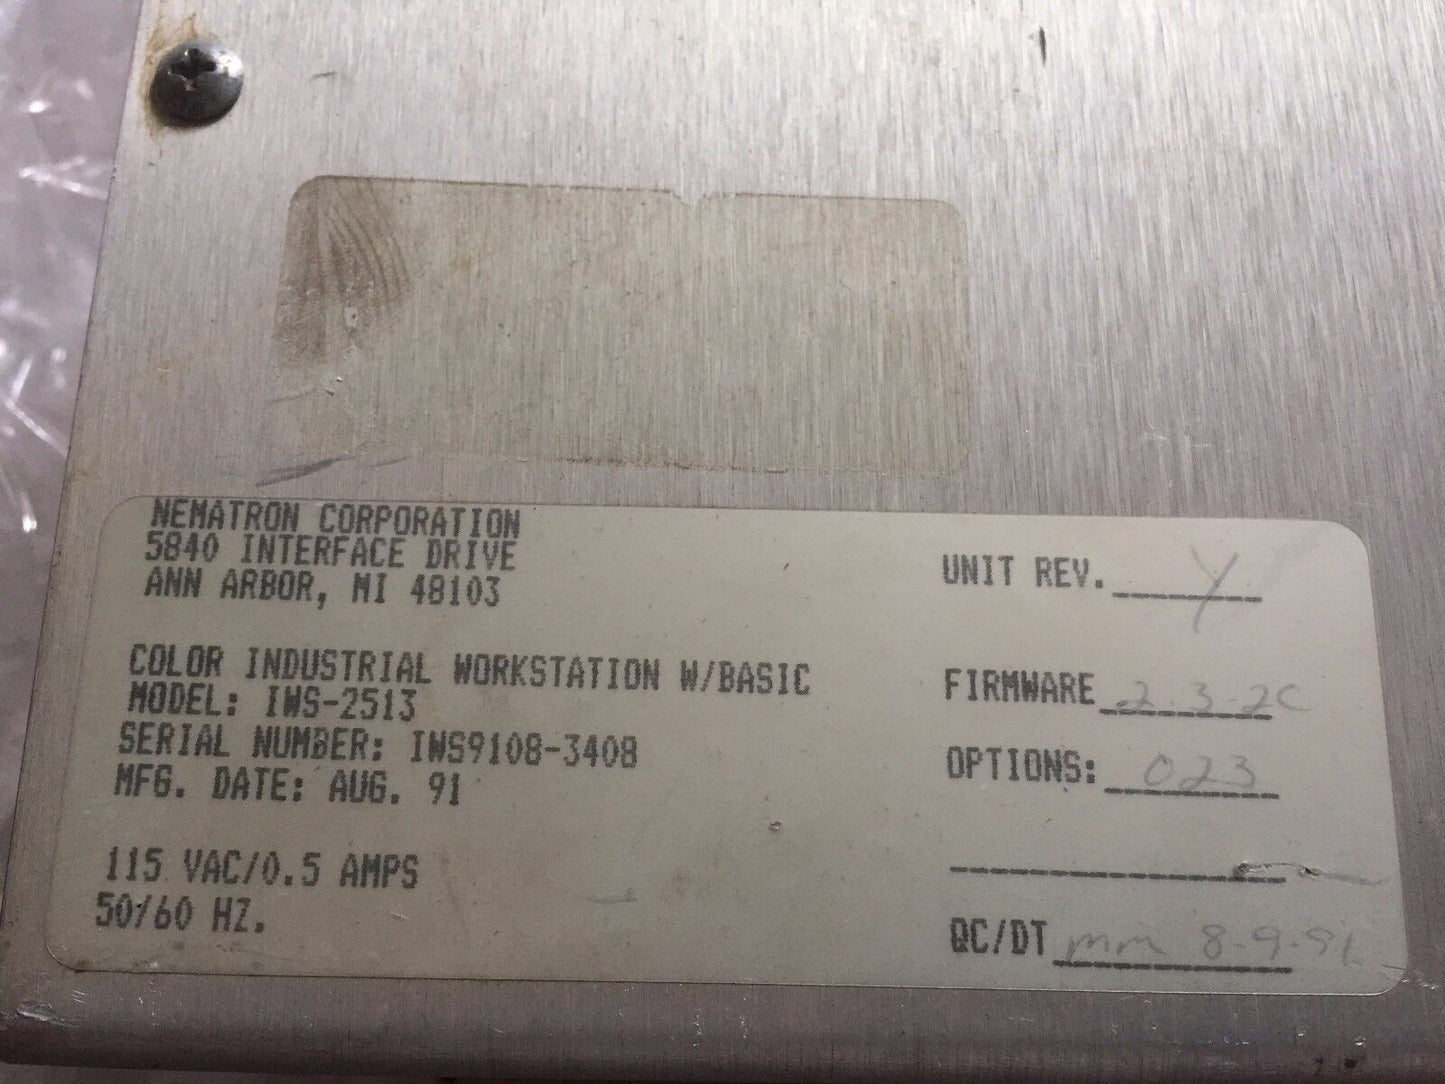 NEMATRON CORPORATION
5840 INTERFACE DRIVE
ANN ARBOR, MI 48103
COLOR INDUSTRIAL WORKSTATION W/BASIC
MODEL: IWS-2513
SERIAL NUMBER: IWS9108-3408
MFG. DATE: AUG. 91
115 VAC/0.5 AMPS
50/60 HZ.
UNIT REV. Y
FIRMWARE 2.3.2C
OPTIONS: 023
QC/DT mm 8-9-91